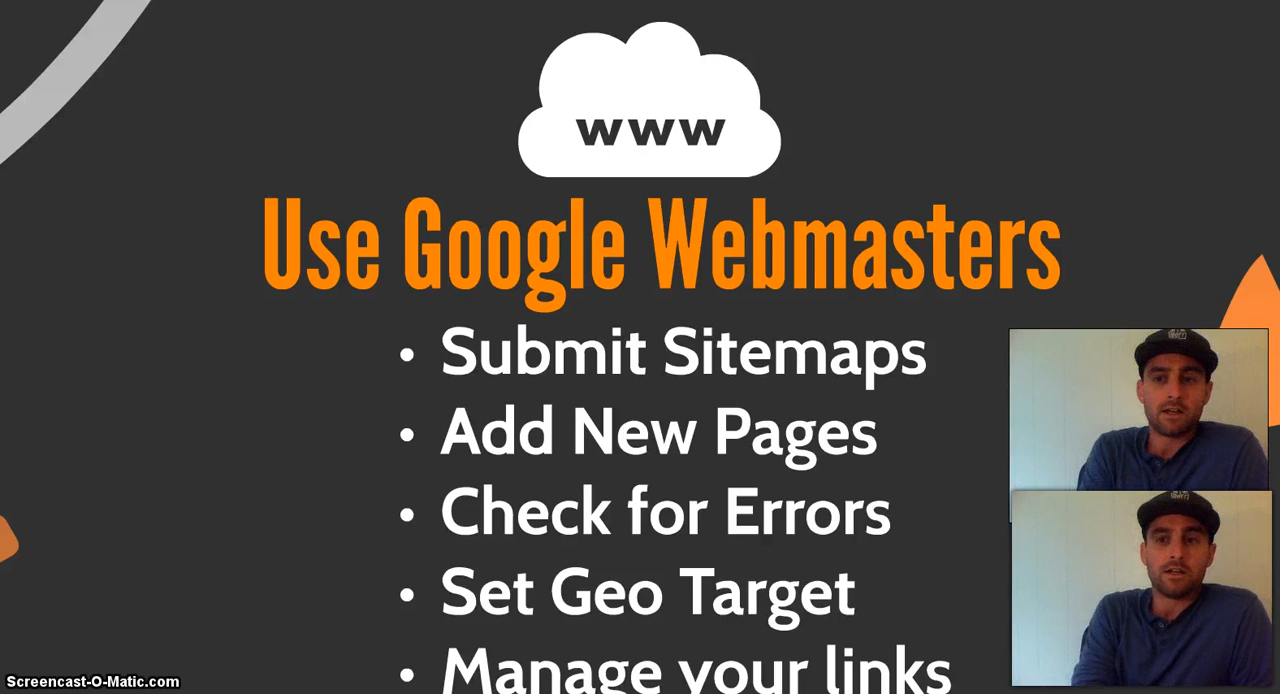 www
Use Google Webmasters
• Submit Sitemaps
• Add New Pages
• Check for Errors
• Set Geo Target
• Manage your links
Screencast-O-Matic.com